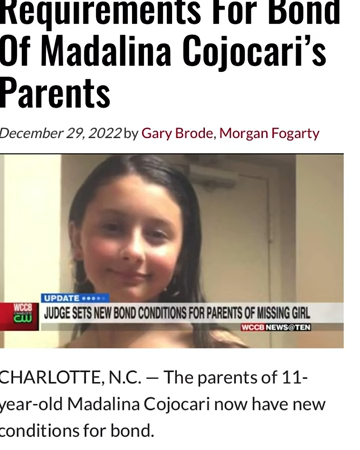 Requirements For Bond
Of Madalina Cojocari’s
Parents
December 29, 2022 by Gary Brode, Morgan Fogarty
UPDATE
WCCB
CW
JUDGE SETS NEW BOND CONDITIONS FOR PARENTS OF MISSING GIRL
WCCB NEWS@TEN
CHARLOTTE, N.C. — The parents of 11-
year-old Madalina Cojocari now have new
conditions for bond.